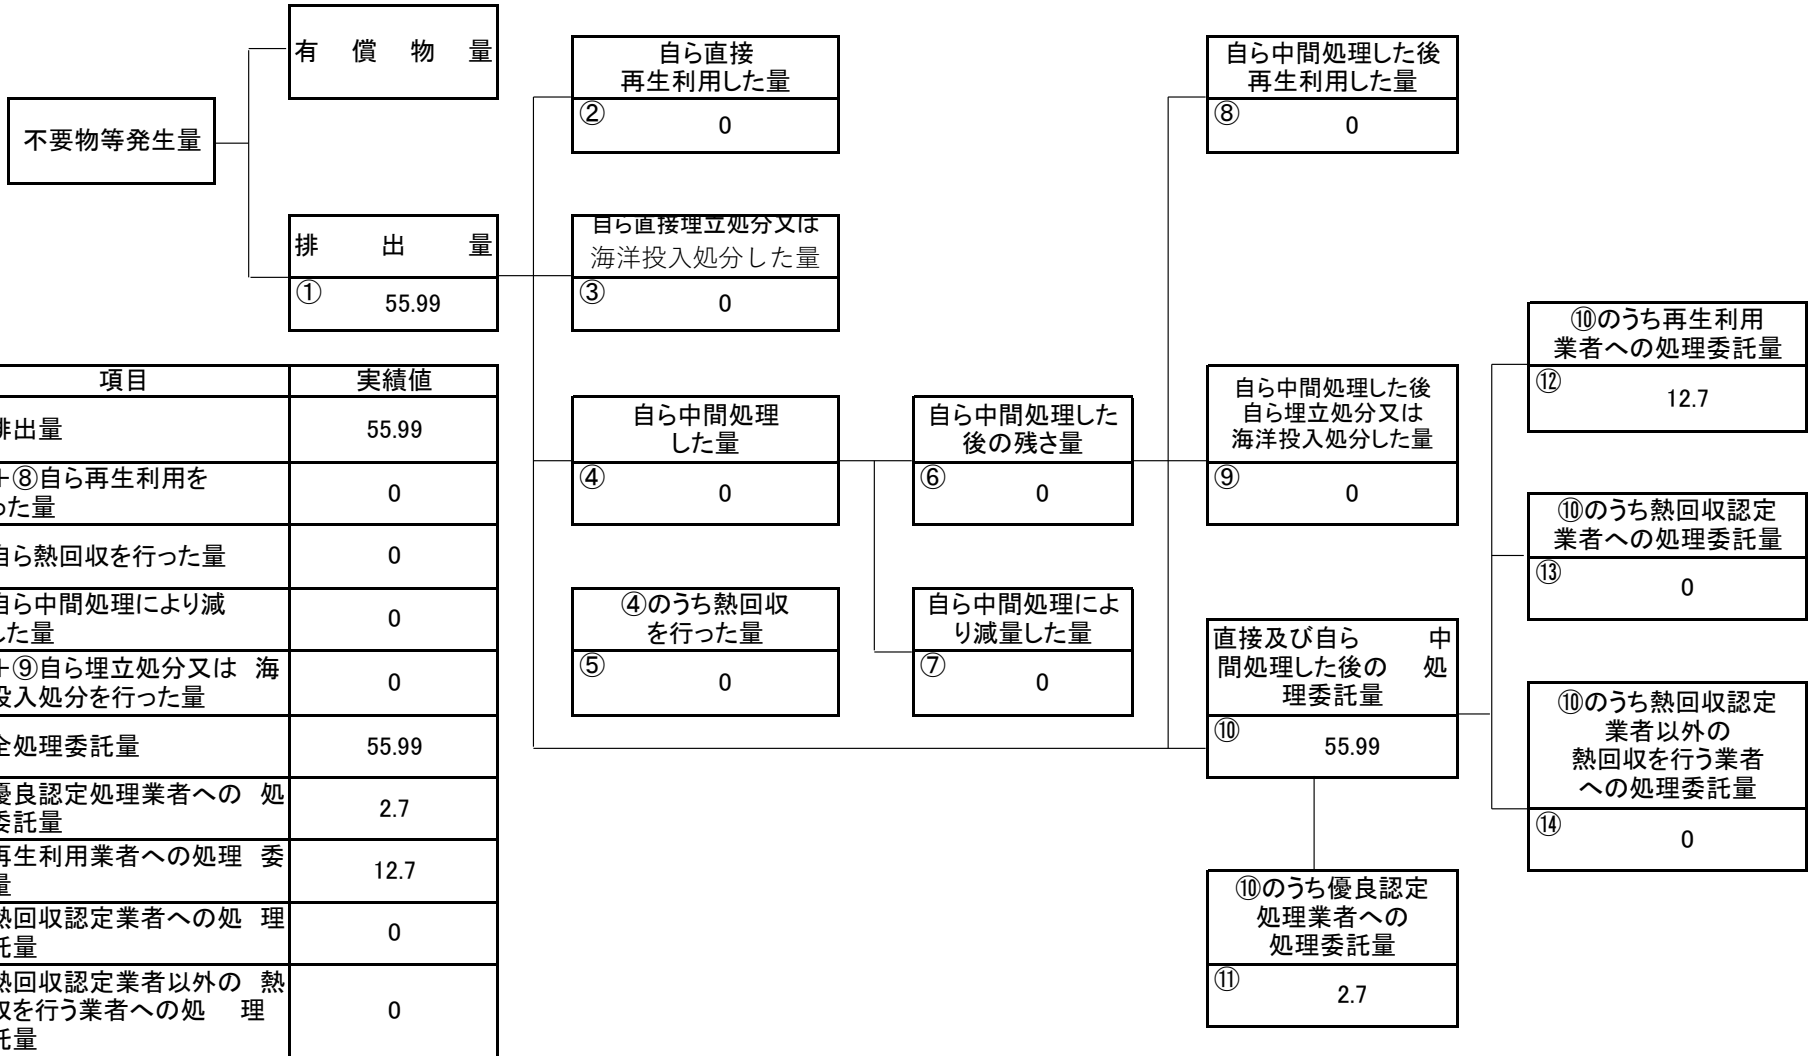 有償物量
不要物等発生量
排出量
① 55.99
自ら直接
再生利用した量
② 0
自ら直接埋立処分又は
海洋投入処分した量
③ 0
自ら中間処理
した量
④ 0
④のうち熱回収
を行った量
⑤ 0
自ら中間処理した
後の残さ量
⑥ 0
自ら中間処理によ
り減量した量
⑦ 0
自ら中間処理した後
再生利用した量
⑧ 0
自ら中間処理した後
自ら埋立処分又は
海洋投入処分した量
⑨ 0
直接及び自ら 中
間処理した後の 処
理委託量
⑩ 55.99
⑩のうち優良認定
処理業者への
処理委託量
⑪ 2.7
⑩のうち再生利用
業者への処理委託量
⑫ 12.7
⑩のうち熱回収認定
業者への処理委託量
⑬ 0
⑩のうち熱回収認定
業者以外の
熱回収を行う業者
への処理委託量
⑭ 0
項目 実績値
排出量 55.99
+⑧自ら再生利用を
った量 0
自ら熱回収を行った量 0
自ら中間処理により減
した量 0
+⑨自ら埋立処分又は 海
投入処分を行った量 0
全処理委託量 55.99
優良認定処理業者への 処
委託量 2.7
再生利用業者への処理 委
量 12.7
熱回収認定業者への処 理
託量 0
熱回収認定業者以外の 熱
収を行う業者への処 理
託量 0